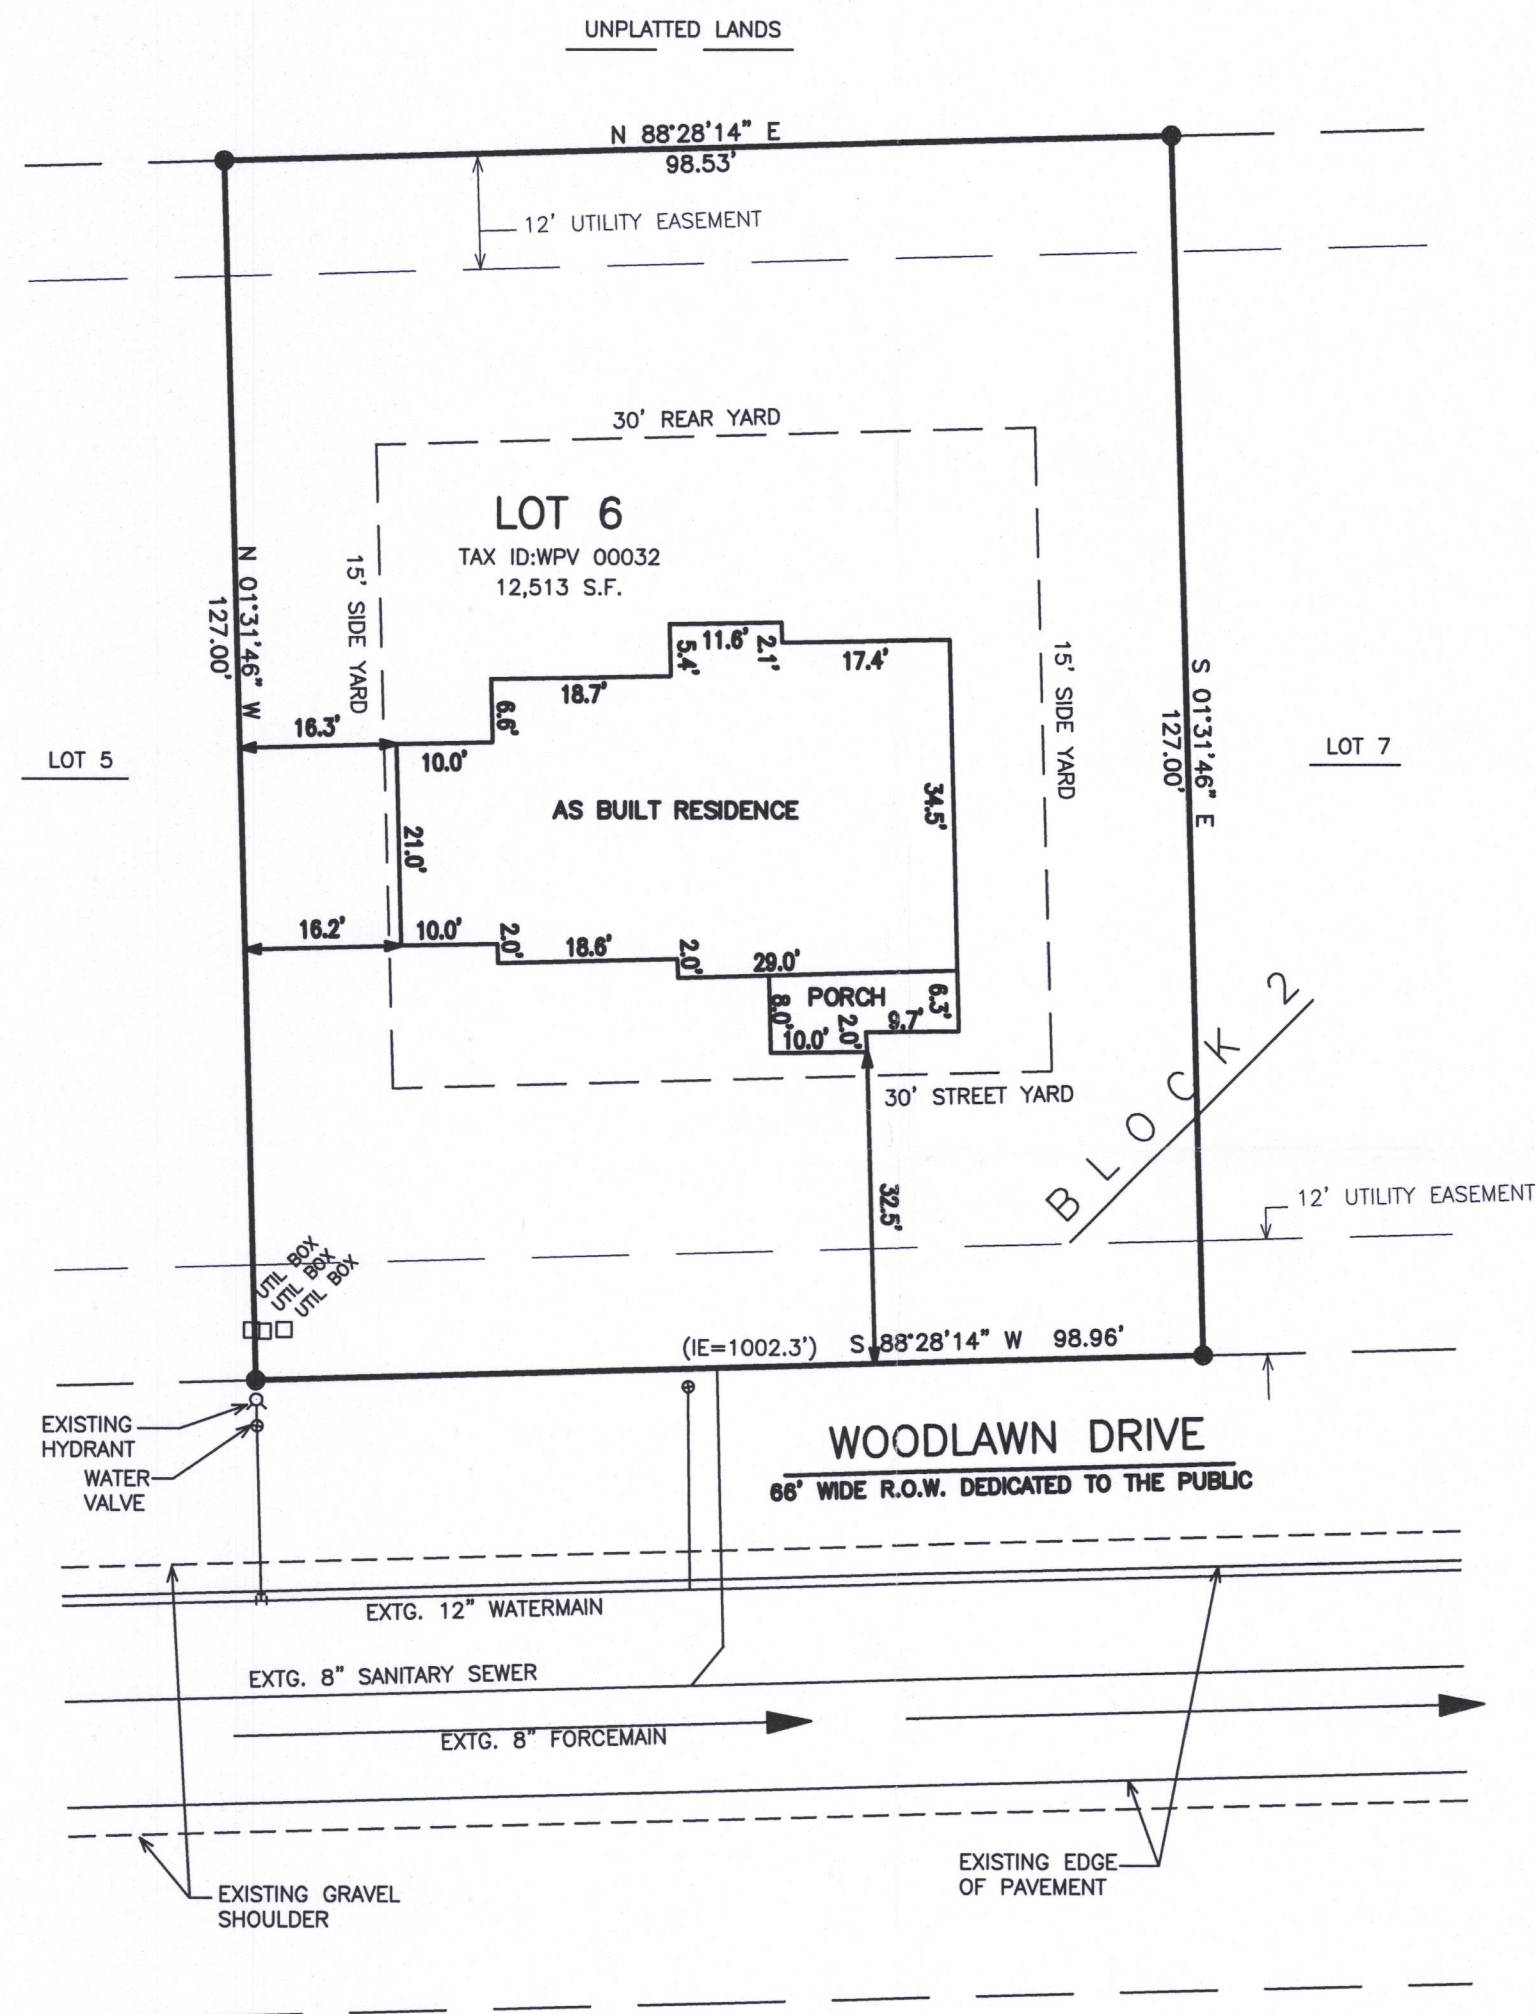 UNPLATTED LANDS
N 88°28'14" E
98.53'
12' UTILITY EASEMENT
30' REAR YARD
LOT 6
TAX ID:WPV 00032
12,513 S.F.
N 01°31'46" W
127.00'
15' SIDE YARD
15' SIDE YARD
S 01°31'46" E
127.00'
11.6'
5.4'
2.1'
17.4'
18.7'
6.6'
16.3'
10.0'
LOT 5
LOT 7
AS BUILT RESIDENCE
34.5'
21.0'
16.2'
10.0'
2.0'
18.6'
2.0'
29.0'
PORCH
8.0'
6.3'
10.0'
2.0'
9.7'
BLOCK 2
30' STREET YARD
32.5'
12' UTILITY EASEMENT
UTIL BOX
UTIL BOX
UTIL BOX
(IE=1002.3')
S 88°28'14" W 98.96'
EXISTING
HYDRANT
WATER
VALVE
WOODLAWN DRIVE
66' WIDE R.O.W. DEDICATED TO THE PUBLIC
EXTG. 12" WATERMAIN
EXTG. 8" SANITARY SEWER
EXTG. 8" FORCEMAIN
EXISTING EDGE
OF PAVEMENT
EXISTING GRAVEL
SHOULDER